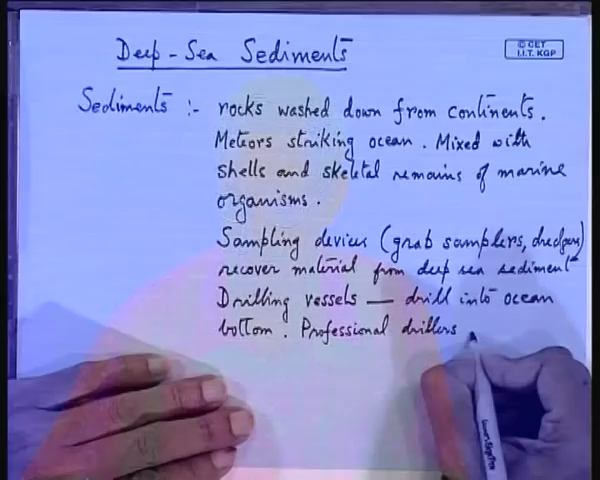 Deep-Sea Sediments
© CET
I.I.T. KGP
Sediments :- rocks washed down from continents.
Meteors striking ocean. Mixed with
shells and skeletal remains of marine
organisms.
Sampling devices (grab samplers, dredgers)
recover material from deep sea sediment
Drilling vessels — drill into ocean
bottom. Professional drillers